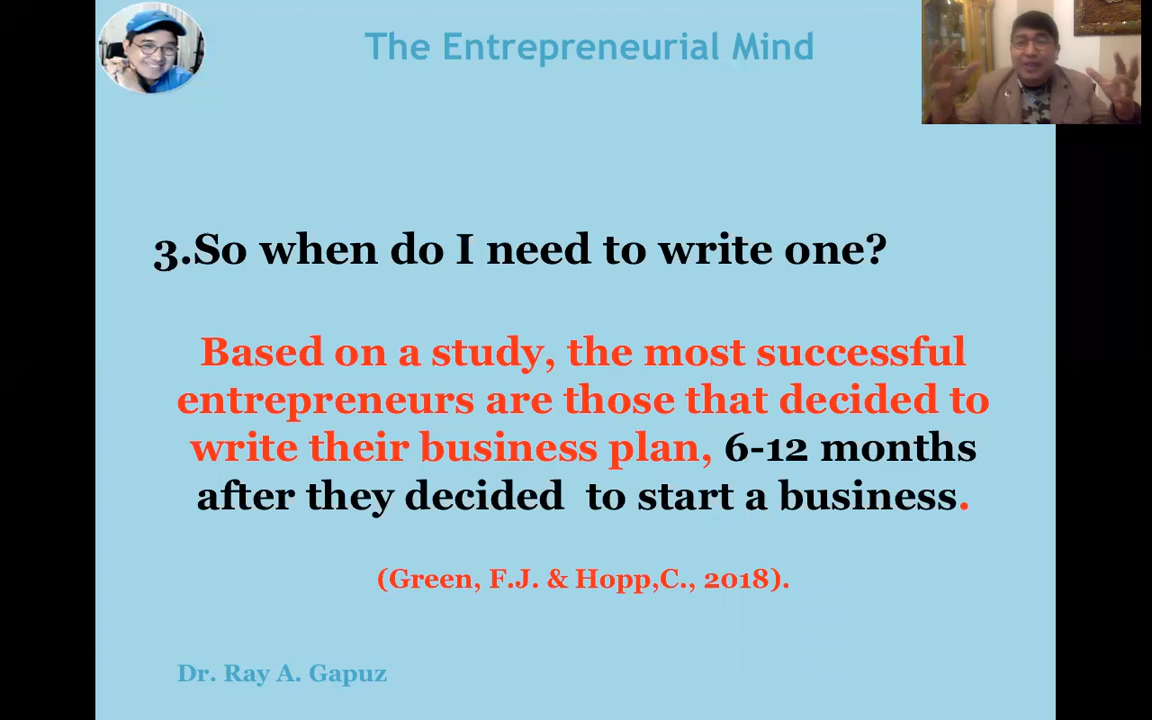 The Entrepreneurial Mind
3.So when do I need to write one?
Based on a study, the most successful
entrepreneurs are those that decided to
write their business plan, 6-12 months
after they decided to start a business.
(Green, F.J. & Hopp,C., 2018).
Dr. Ray A. Gapuz